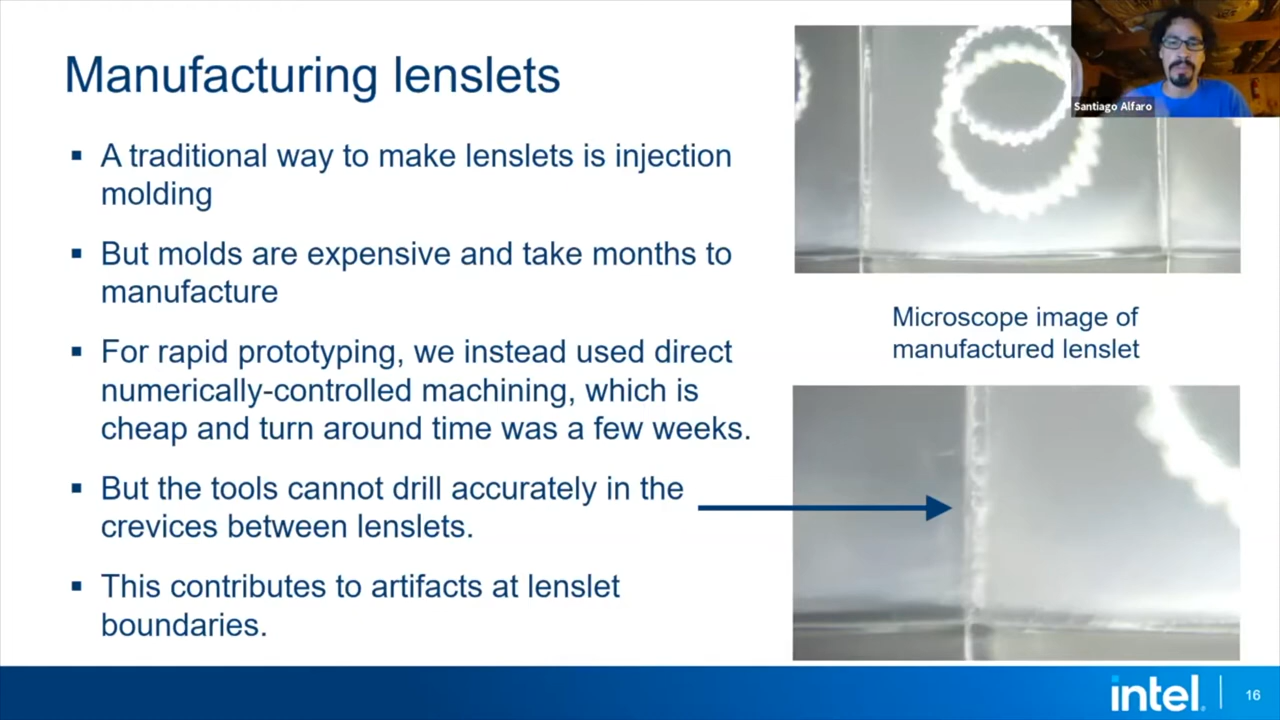 Manufacturing lenslets
A traditional way to make lenslets is injection
molding
But molds are expensive and take months to
manufacture
For rapid prototyping, we instead used direct
numerically-controlled machining, which is
cheap and turn around time was a few weeks.
But the tools cannot drill accurately in the
crevices between lenslets.
This contributes to artifacts at lenslet
boundaries.
Santiago Alfaro
Microscope image of
manufactured lenslet
intel.
16